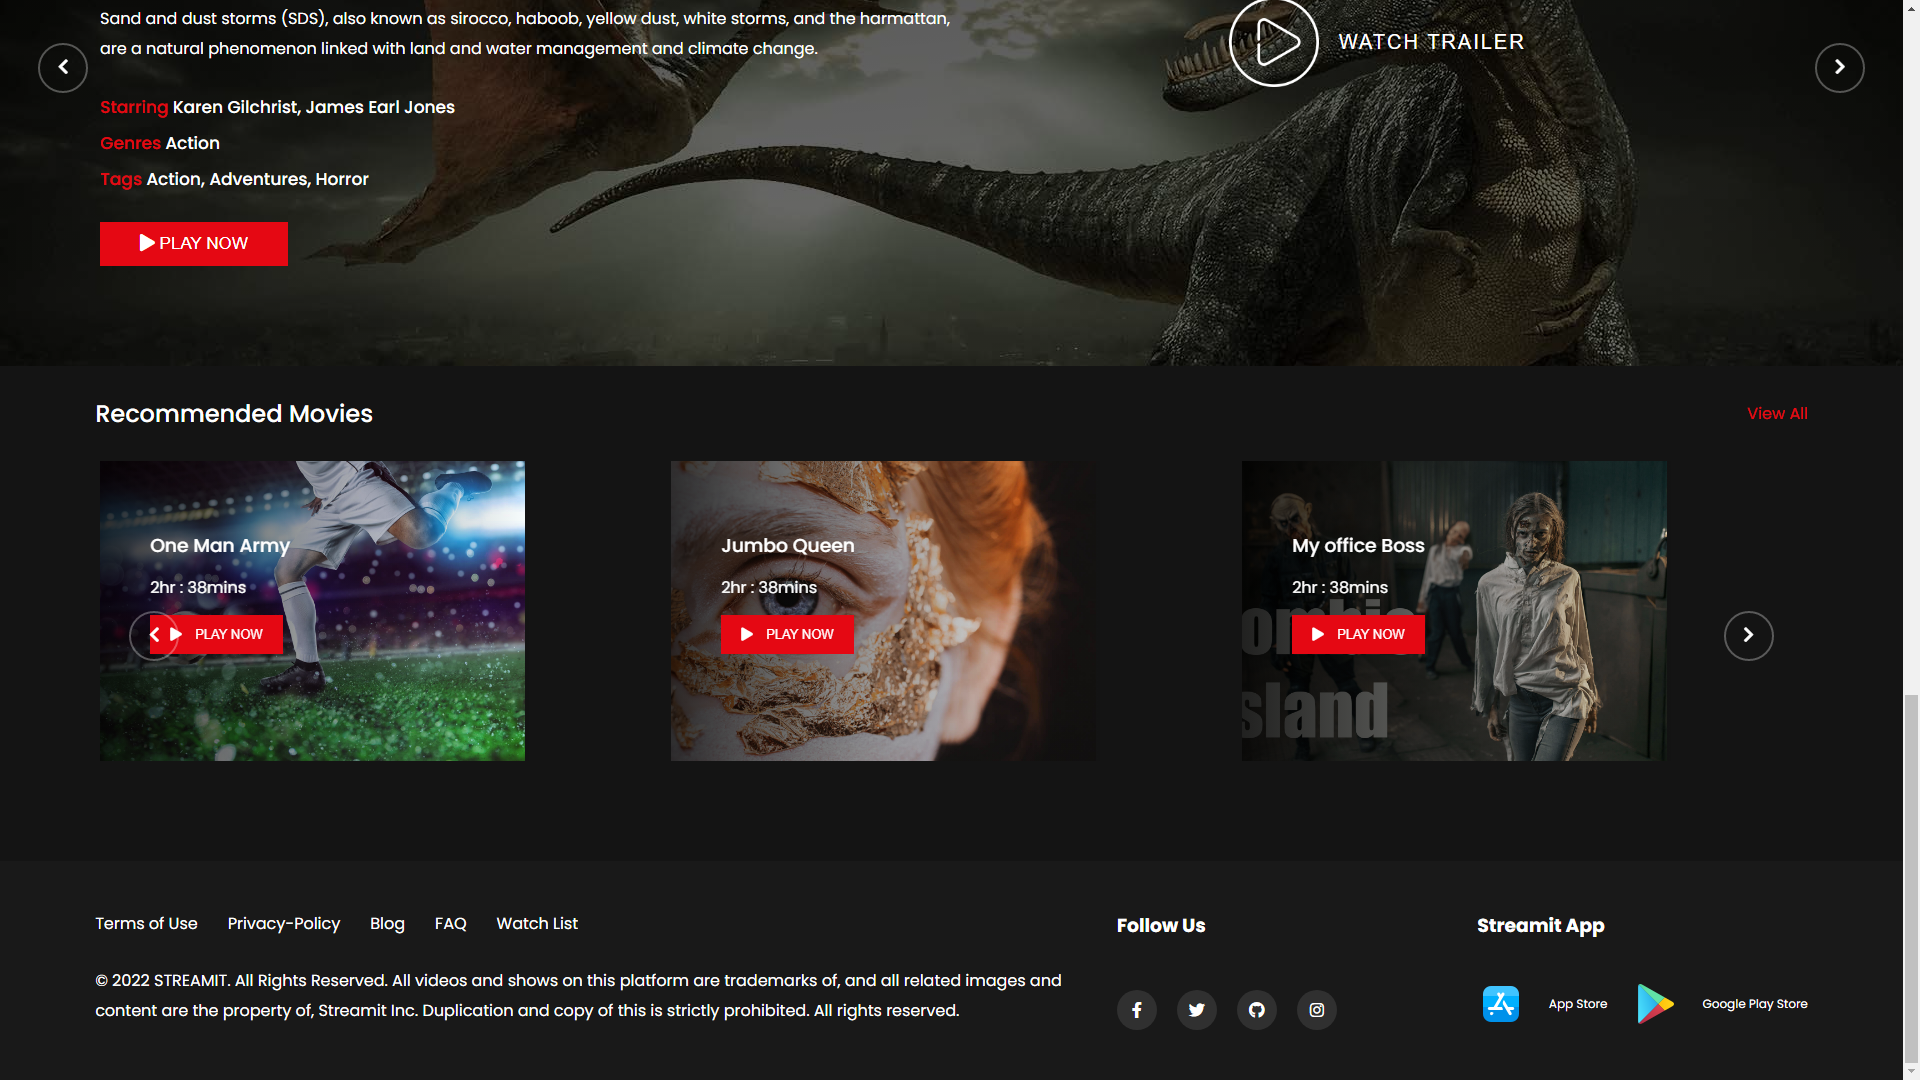 Sand and dust storms (SDS), also known as sirocco, haboob, yellow dust, white storms, and the harmattan,
are a natural phenomenon linked with land and water management and climate change.
WATCH TRAILER
Starring Karen Gilchrist, James Earl Jones
Genres Action
Tags Action, Adventures, Horror
PLAY NOW
Recommended Movies
View All
One Man Army
2hr : 38mins
PLAY NOW
Jumbo Queen
2hr : 38mins
PLAY NOW
My office Boss
2hr : 38mins
PLAY NOW
ombie
sland
Terms of Use
Privacy-Policy
Blog
FAQ
Watch List
© 2022 STREAMIT. All Rights Reserved. All videos and shows on this platform are trademarks of, and all related images and
content are the property of, Streamit Inc. Duplication and copy of this is strictly prohibited. All rights reserved.
Follow Us
Streamit App
App Store
Google Play Store